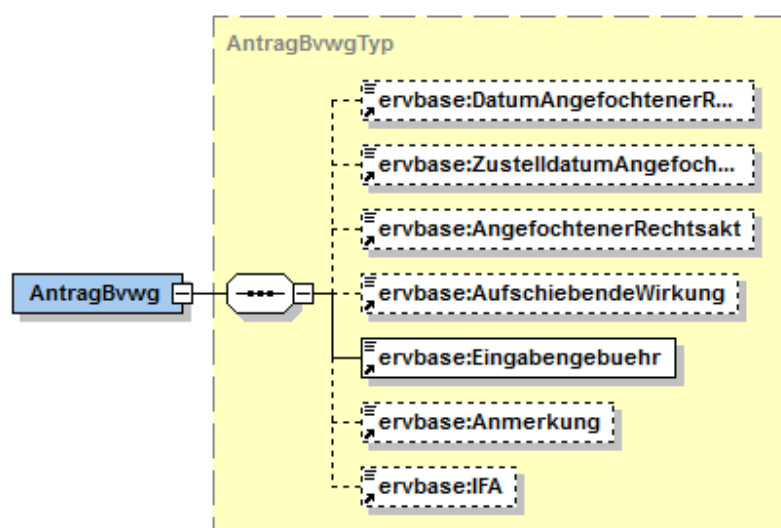 AntragBvwgTyp
ervbase:DatumAngefochtenerR...
ervbase:ZustelldatumAngefoch...
ervbase:AngefochtenerRechtsakt
AntragBvwg
ervbase:AufschiebendeWirkung
ervbase:Eingabengebuehr
ervbase:Anmerkung
ervbase:IFA